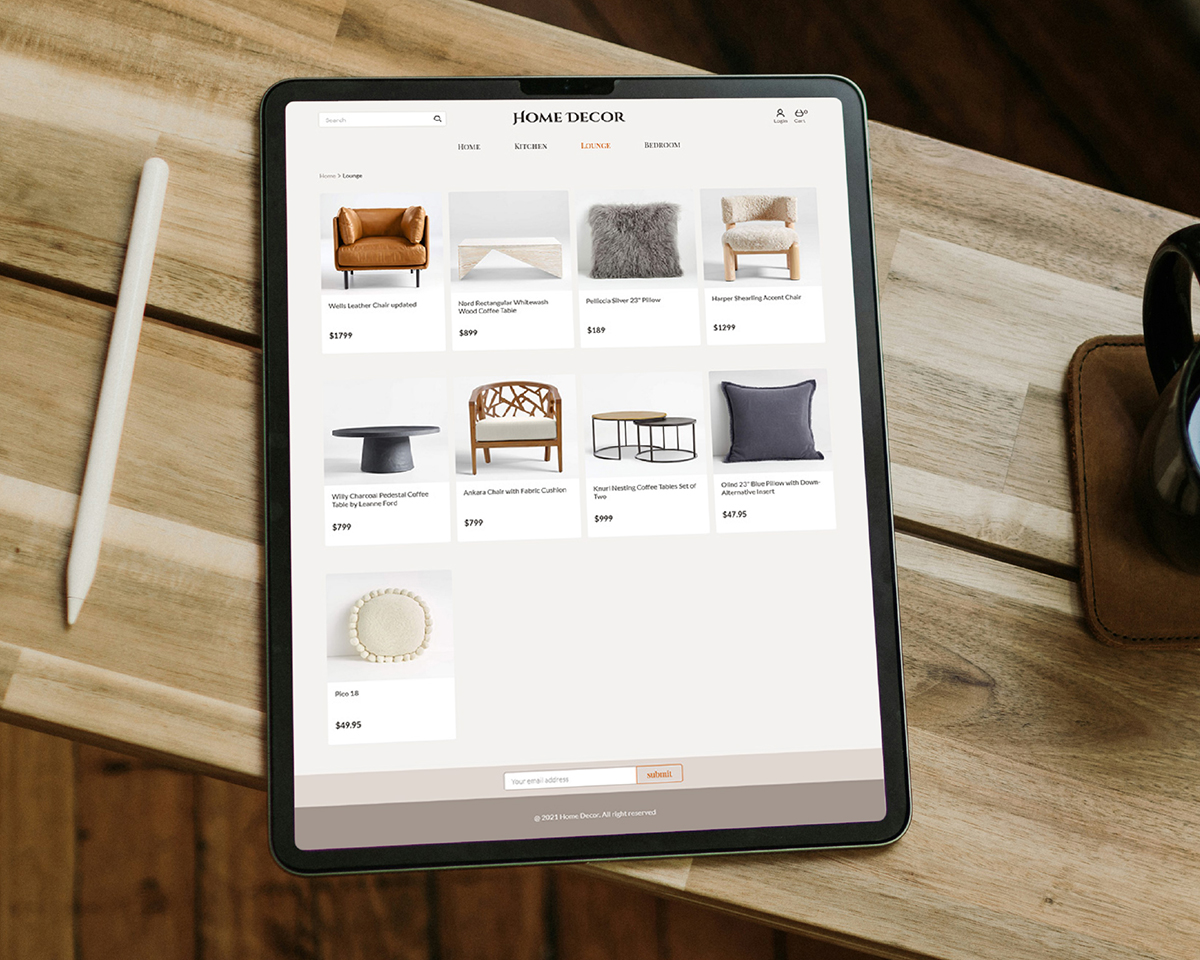 Search
HOME DECOR
Login
Cart
0
HOME
KITCHEN
LOUNGE
BEDROOM
Home > Lounge
Wells Leather Chair updated
$1799
Nord Rectangular Whitewash
Wood Coffee Table
$899
Pelliccia Silver 23" Pillow
$189
Harper Shearling Accent Chair
$1299
Willy Charcoal Pedestal Coffee
Table by Leanne Ford
$799
Ankara Chair with Fabric Cushion
$799
Knurl Nesting Coffee Tables Set of
Two
$999
Olind 23" Blue Pillow with Down-
Alternative Insert
$47.95
Pico 18
$49.95
Your email address
submit
@ 2021 Home Decor. All right reserved